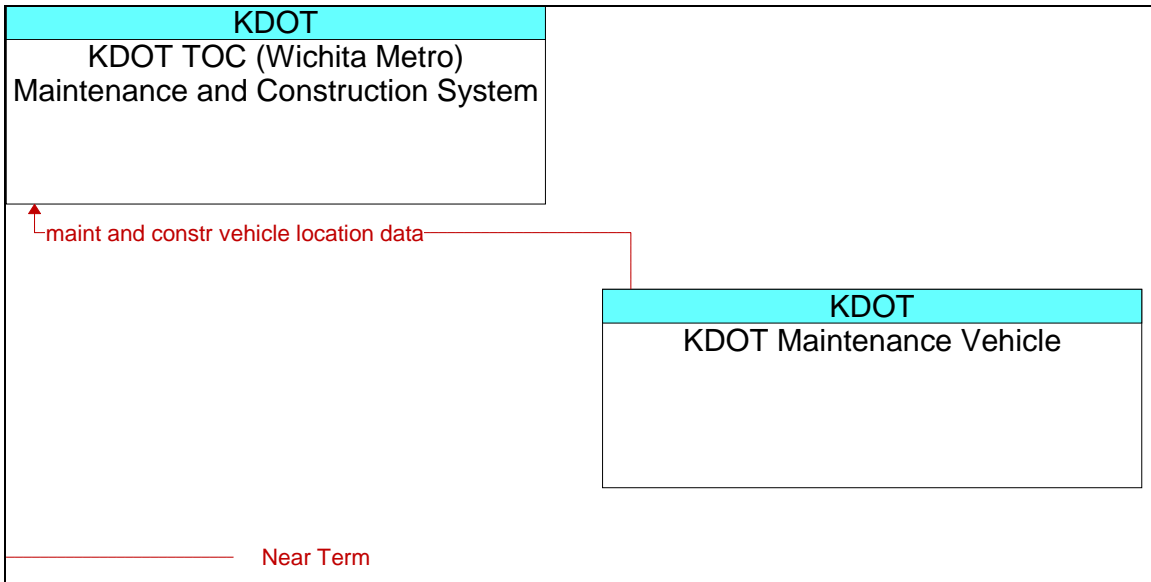 KDOT
KDOT TOC (Wichita Metro)
Maintenance and Construction System
maint and constr vehicle location data
KDOT
KDOT Maintenance Vehicle
Near Term